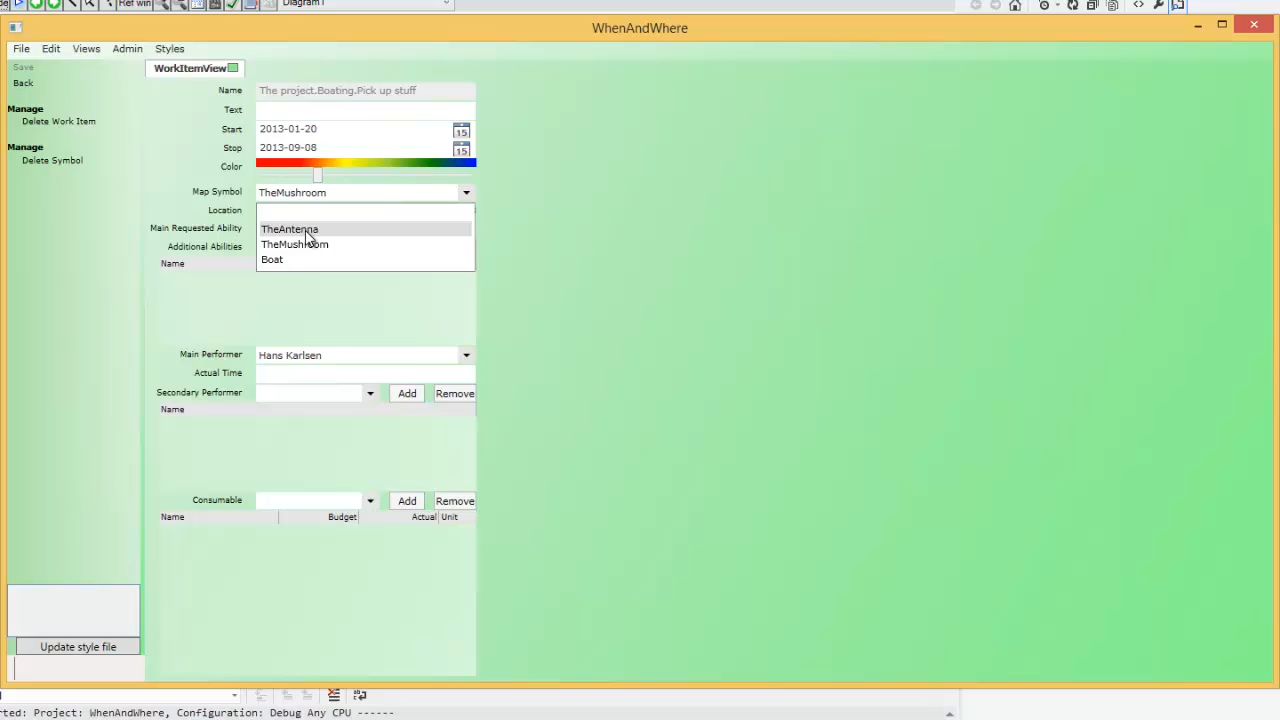 Ref win
Diagram1
WhenAndWhere
File Edit Views Admin Styles
Save
Back
Manage
Delete Work Item
Manage
Delete Symbol
WorkItemView
Name The project.Boating.Pick up stuff
Text
Start 2013-01-20 15
Stop 2013-09-08 15
Color
Map Symbol TheMushroom
Location
Main Requested Ability TheAntenna
TheMushroom
Additional Abilities
Boat
Name
Main Performer Hans Karlsen
Actual Time
Secondary Performer Add Remove
Name
Consumable Add Remove
Name Budget Actual Unit
Update style file
rted: Project: WhenAndWhere, Configuration: Debug Any CPU ------